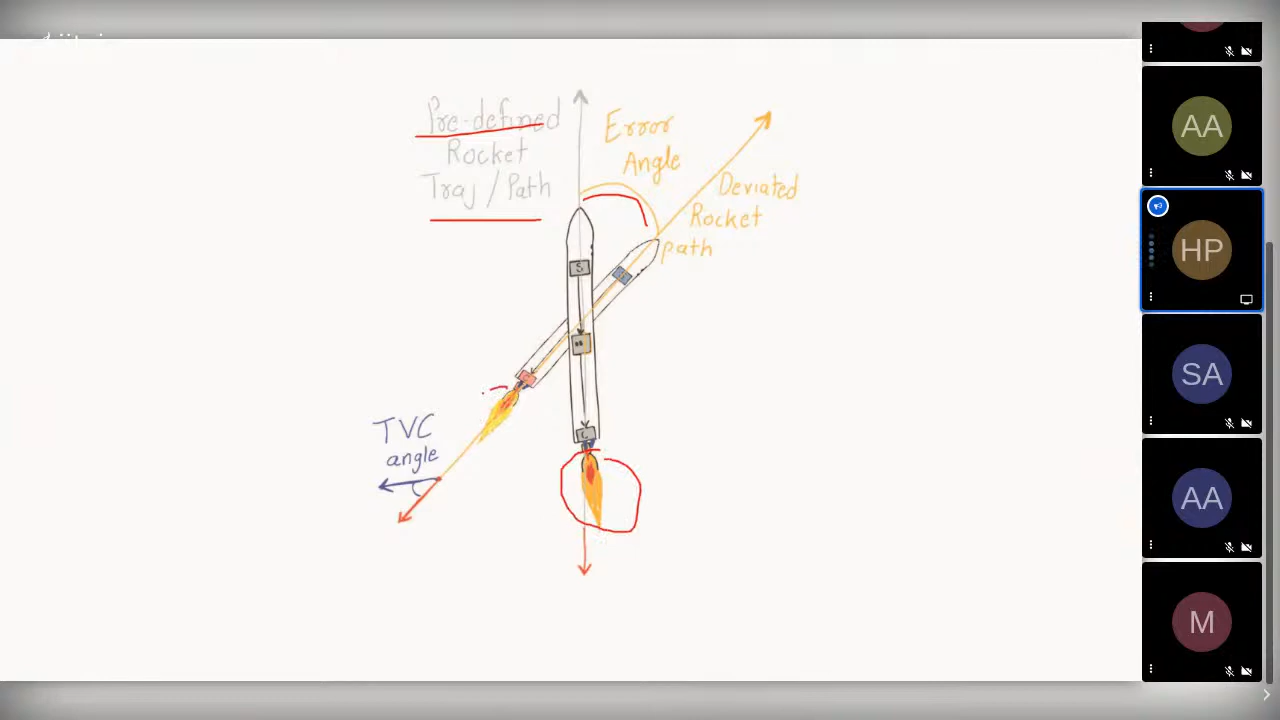 Pre-defined
Rocket
Traj / Path
Error
Angle
Deviated
Rocket
path
S
C
TVC
angle
AA
HP
SA
AA
M